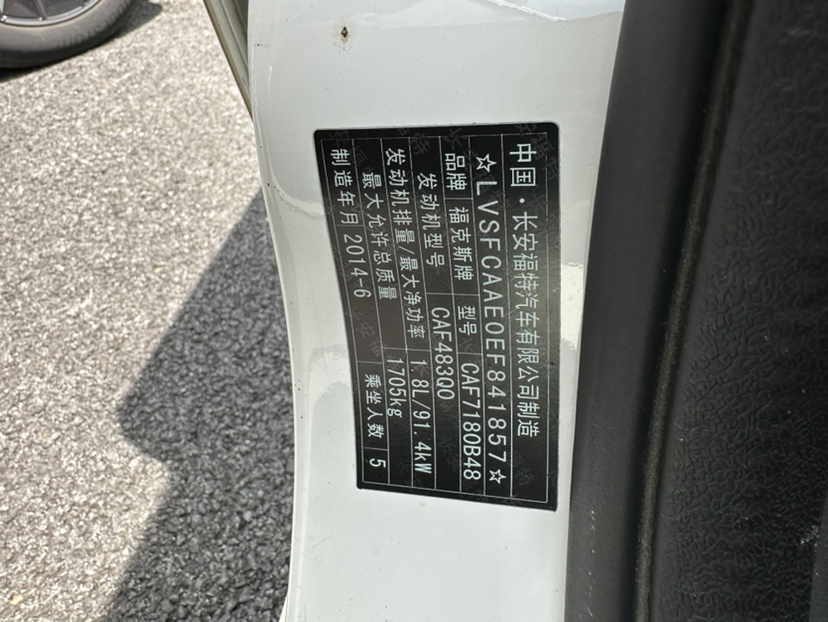 中国·长安福特汽车有限公司制造
☆LVSFCAAE0EF841857☆
品牌 福克斯牌 型号 CAF7180B48
发动机型号 CAF483Q0
发动机排量/最大净功率 1.8L/91.4kW
最大允许总质量 1705kg
制造年月 2014-6 乘坐人数 5